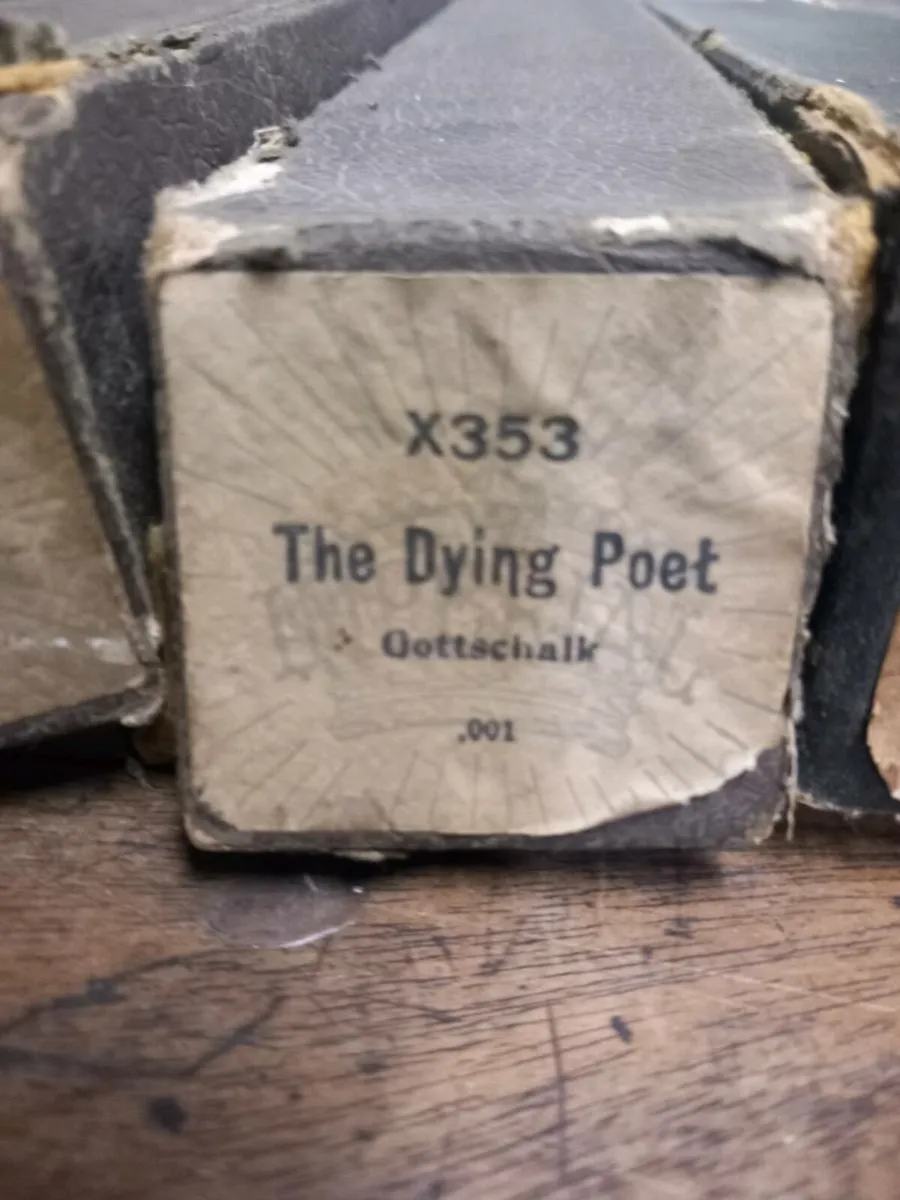 X353
The Dying Poet
Gottschalk
.001